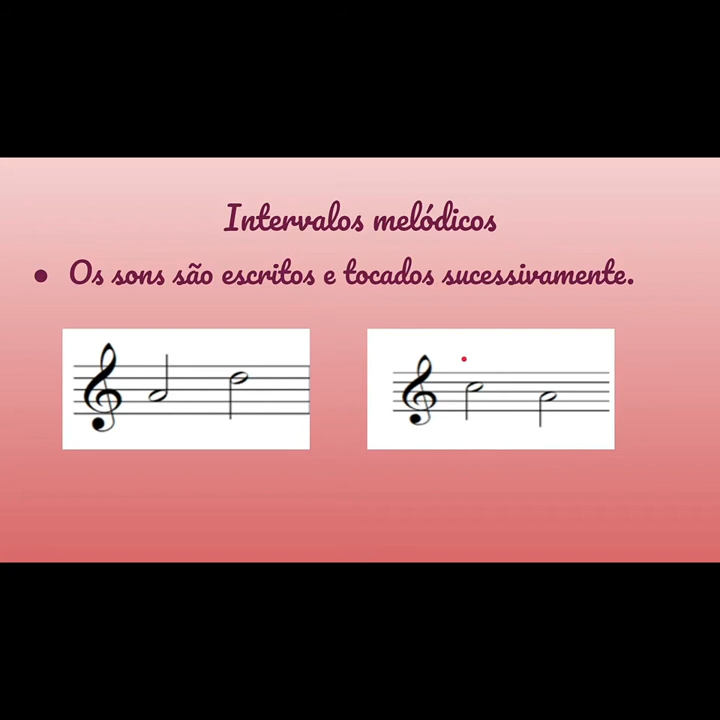 Intervalos melódicos
● Os sons são escritos e tocados sucessivamente.